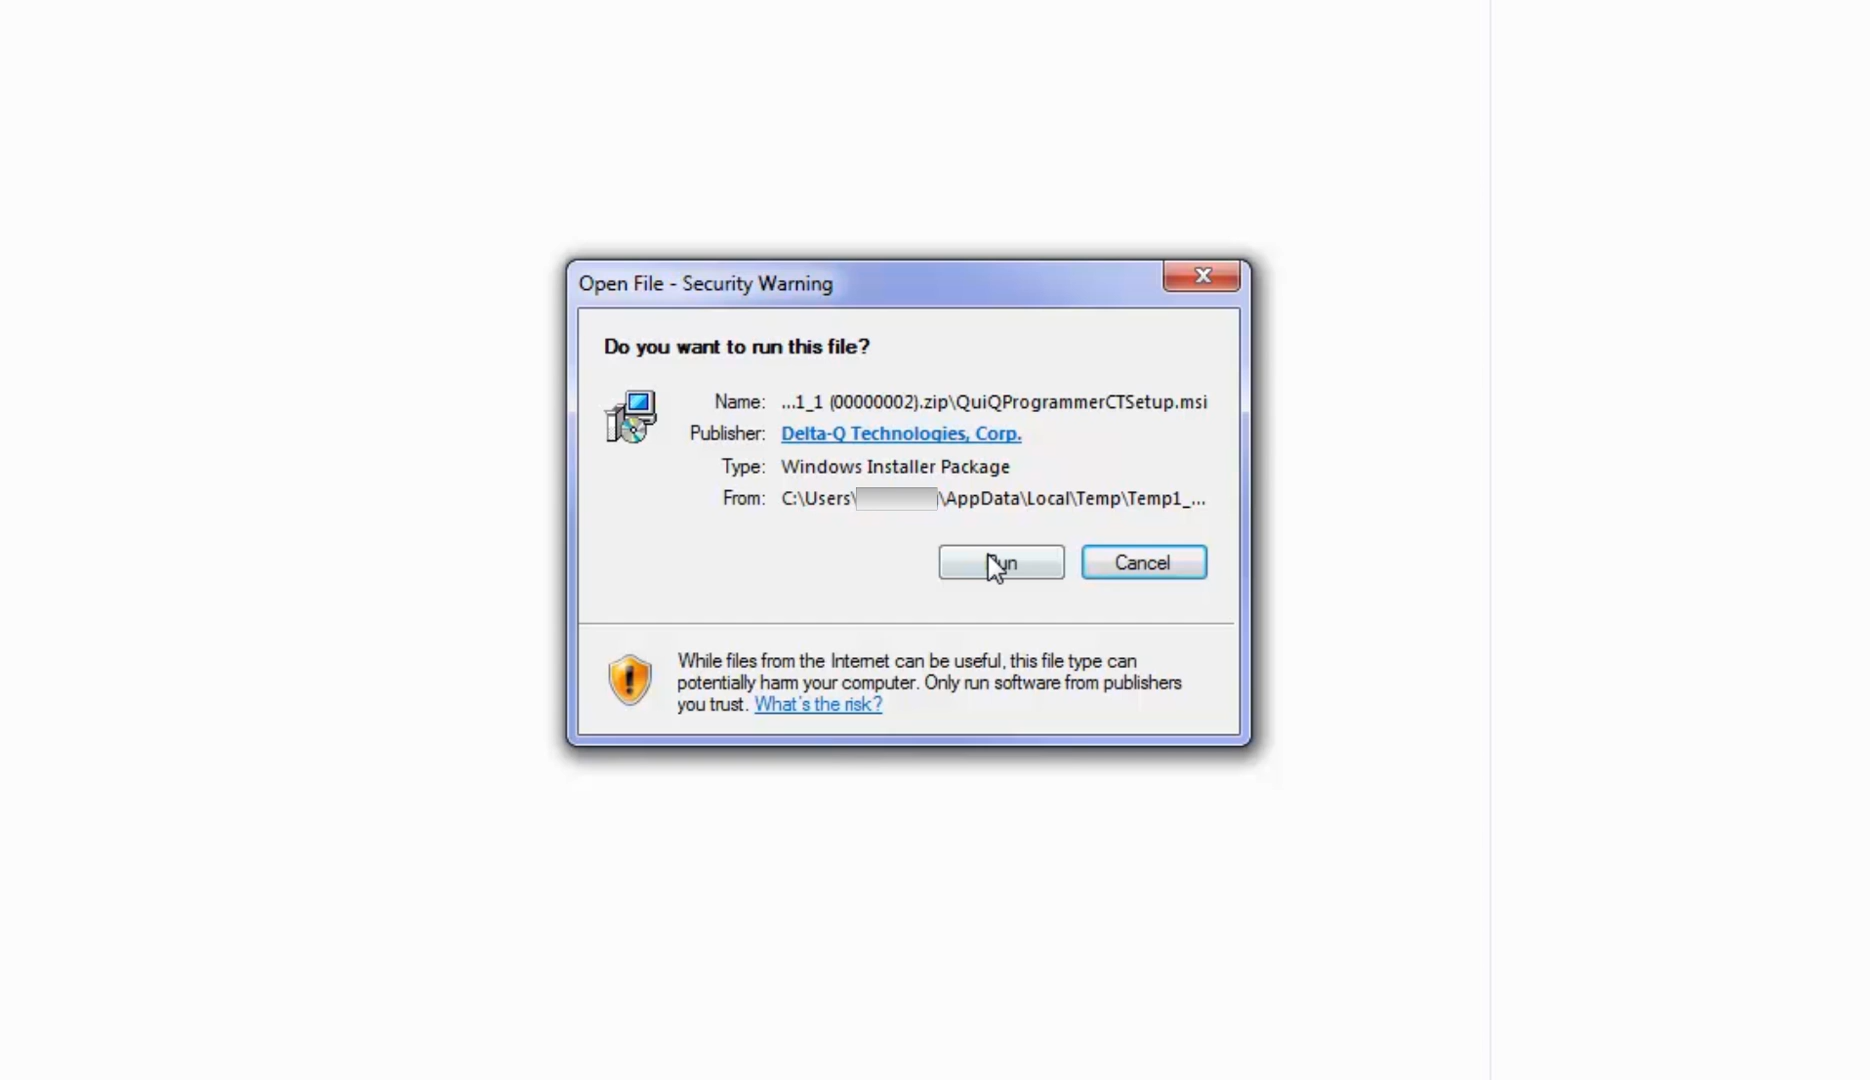 Open File - Security Warning
Do you want to run this file?
Name: ...1_1 (00000002).zip\QuiQProgrammerCTSetup.msi
Publisher: Delta-Q Technologies, Corp.
Type: Windows Installer Package
From: C:\Users\ \AppData\Local\Temp\Temp1_...
Cancel
While files from the Internet can be useful, this file type can
potentially harm your computer. Only run software from publishers
you trust. What's the risk?